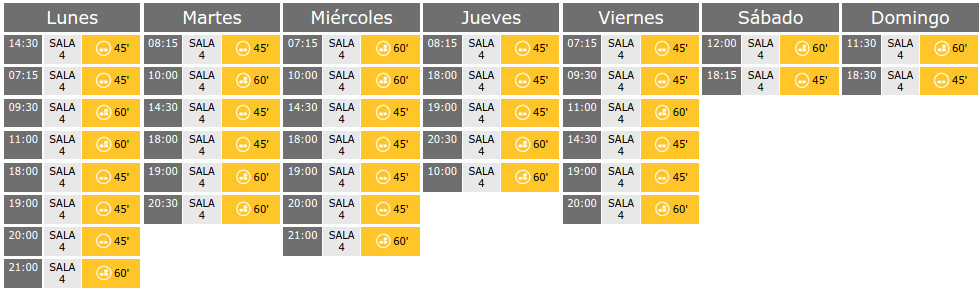 Lunes Martes Miércoles Jueves Viernes Sábado Domingo
14:30 SALA 4 45' 08:15 SALA 4 45' 07:15 SALA 4 60' 08:15 SALA 4 45' 07:15 SALA 4 45' 12:00 SALA 4 60' 11:30 SALA 4 60'
07:15 SALA 4 45' 10:00 SALA 4 60' 10:00 SALA 4 60' 18:00 SALA 4 45' 09:30 SALA 4 45' 18:15 SALA 4 45' 18:30 SALA 4 45'
09:30 SALA 4 60' 14:30 SALA 4 45' 14:30 SALA 4 45' 19:00 SALA 4 45' 11:00 SALA 4 60'
11:00 SALA 4 60' 18:00 SALA 4 45' 18:00 SALA 4 45' 20:30 SALA 4 60' 14:30 SALA 4 45'
18:00 SALA 4 45' 19:00 SALA 4 60' 19:00 SALA 4 45' 10:00 SALA 4 60' 19:00 SALA 4 45'
19:00 SALA 4 45' 20:30 SALA 4 60' 20:00 SALA 4 45' 20:00 SALA 4 60'
20:00 SALA 4 45' 21:00 SALA 4 60'
21:00 SALA 4 60'